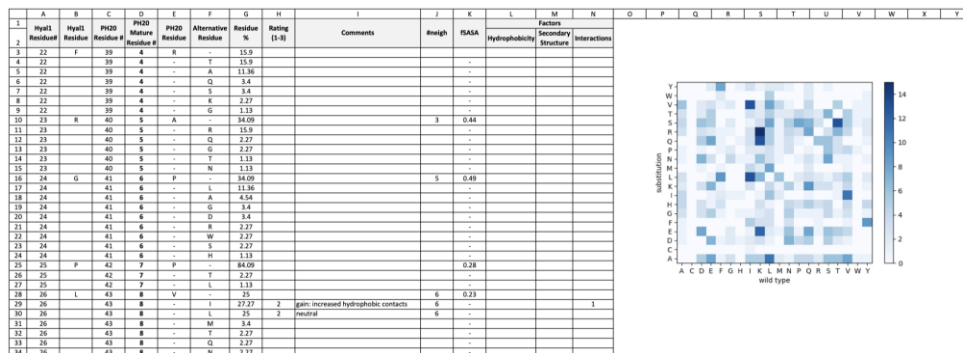 A B C D E F G H I J K L M N O P Q R S T U V W X Y
1 Hyal1 Residue# Hyal1 Residue PH20 Residue # PH20 Mature Residue # PH20 Residue Alternative Residue Residue % Rating (1-3) Comments #neigh fSASA Factors
2 Hydrophobicity Secondary Structure Interactions
3 22 F 39 4 R - 15.9
4 22 39 4 - T 15.9 -
5 22 39 4 - A 11.36 -
6 22 39 4 - Q 3.4 -
7 22 39 4 - S 3.4 -
8 22 39 4 - K 2.27 -
9 22 39 4 - G 1.13 -
10 23 R 40 5 A - 34.09 3 0.44
11 23 40 5 - R 15.9 -
12 23 40 5 - Q 2.27 -
13 23 40 5 - G 2.27 -
14 23 40 5 - T 1.13 -
15 23 40 5 - N 1.13 -
16 24 G 41 6 P - 34.09 5 0.49
17 24 41 6 - L 11.36 -
18 24 41 6 - A 4.54 -
19 24 41 6 - G 3.4 -
20 24 41 6 - D 3.4 -
21 24 41 6 - R 2.27 -
22 24 41 6 - W 2.27 -
23 24 41 6 - S 2.27 -
24 24 41 6 - H 1.13 -
25 25 P 42 7 P - 84.09 0.28
26 25 42 7 - T 2.27 -
27 25 42 7 - L 1.13 -
28 26 L 43 8 V - 25 6 0.23
29 26 43 8 - I 27.27 2 gain: increased hydrophobic contacts 6 - 1
30 26 43 8 - L 25 2 neutral 6 -
31 26 43 8 - M 3.4 -
32 26 43 8 - T 2.27 -
33 26 43 8 - Q 2.27 -
34 26 43 8 - N 2.27 -
substitution
Y
W
V
T
S
R
Q
P
N
M
L
K
I
H
G
F
E
D
C
A
A C D E F G H I K L M N P Q R S T V W Y
wild type
14
12
10
8
6
4
2
0